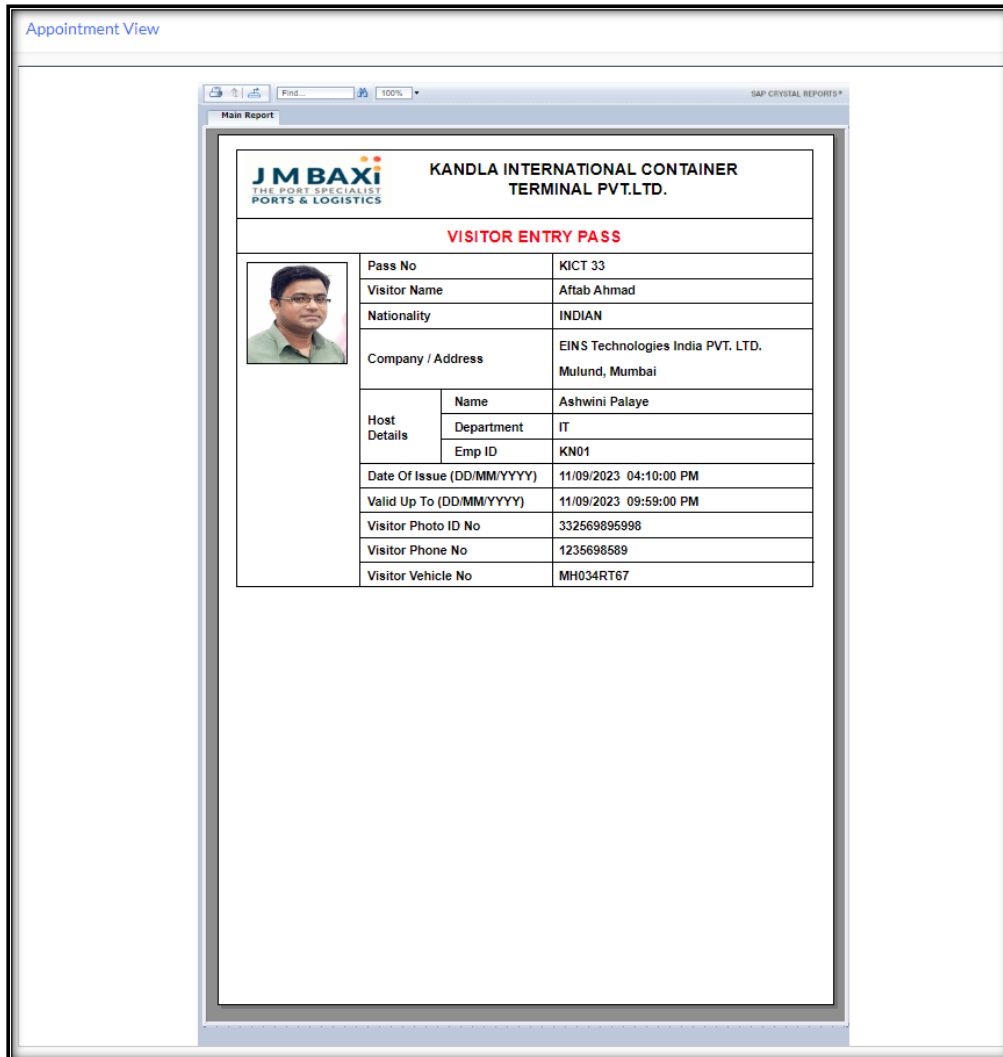 Appointment View
Find...
100%
SAP CRYSTAL REPORTS®
Main Report
J M BAXi
THE PORT SPECIALIST
PORTS & LOGISTICS
KANDLA INTERNATIONAL CONTAINER
TERMINAL PVT.LTD.
VISITOR ENTRY PASS
Pass No KICT 33
Visitor Name Aftab Ahmad
Nationality INDIAN
Company / Address
EINS Technologies India PVT. LTD.
Mulund, Mumbai
Host
Details
Name Ashwini Palaye
Department IT
Emp ID KN01
Date Of Issue (DD/MM/YYYY) 11/09/2023 04:10:00 PM
Valid Up To (DD/MM/YYYY) 11/09/2023 09:59:00 PM
Visitor Photo ID No 332569895998
Visitor Phone No 1235698589
Visitor Vehicle No MH034RT67